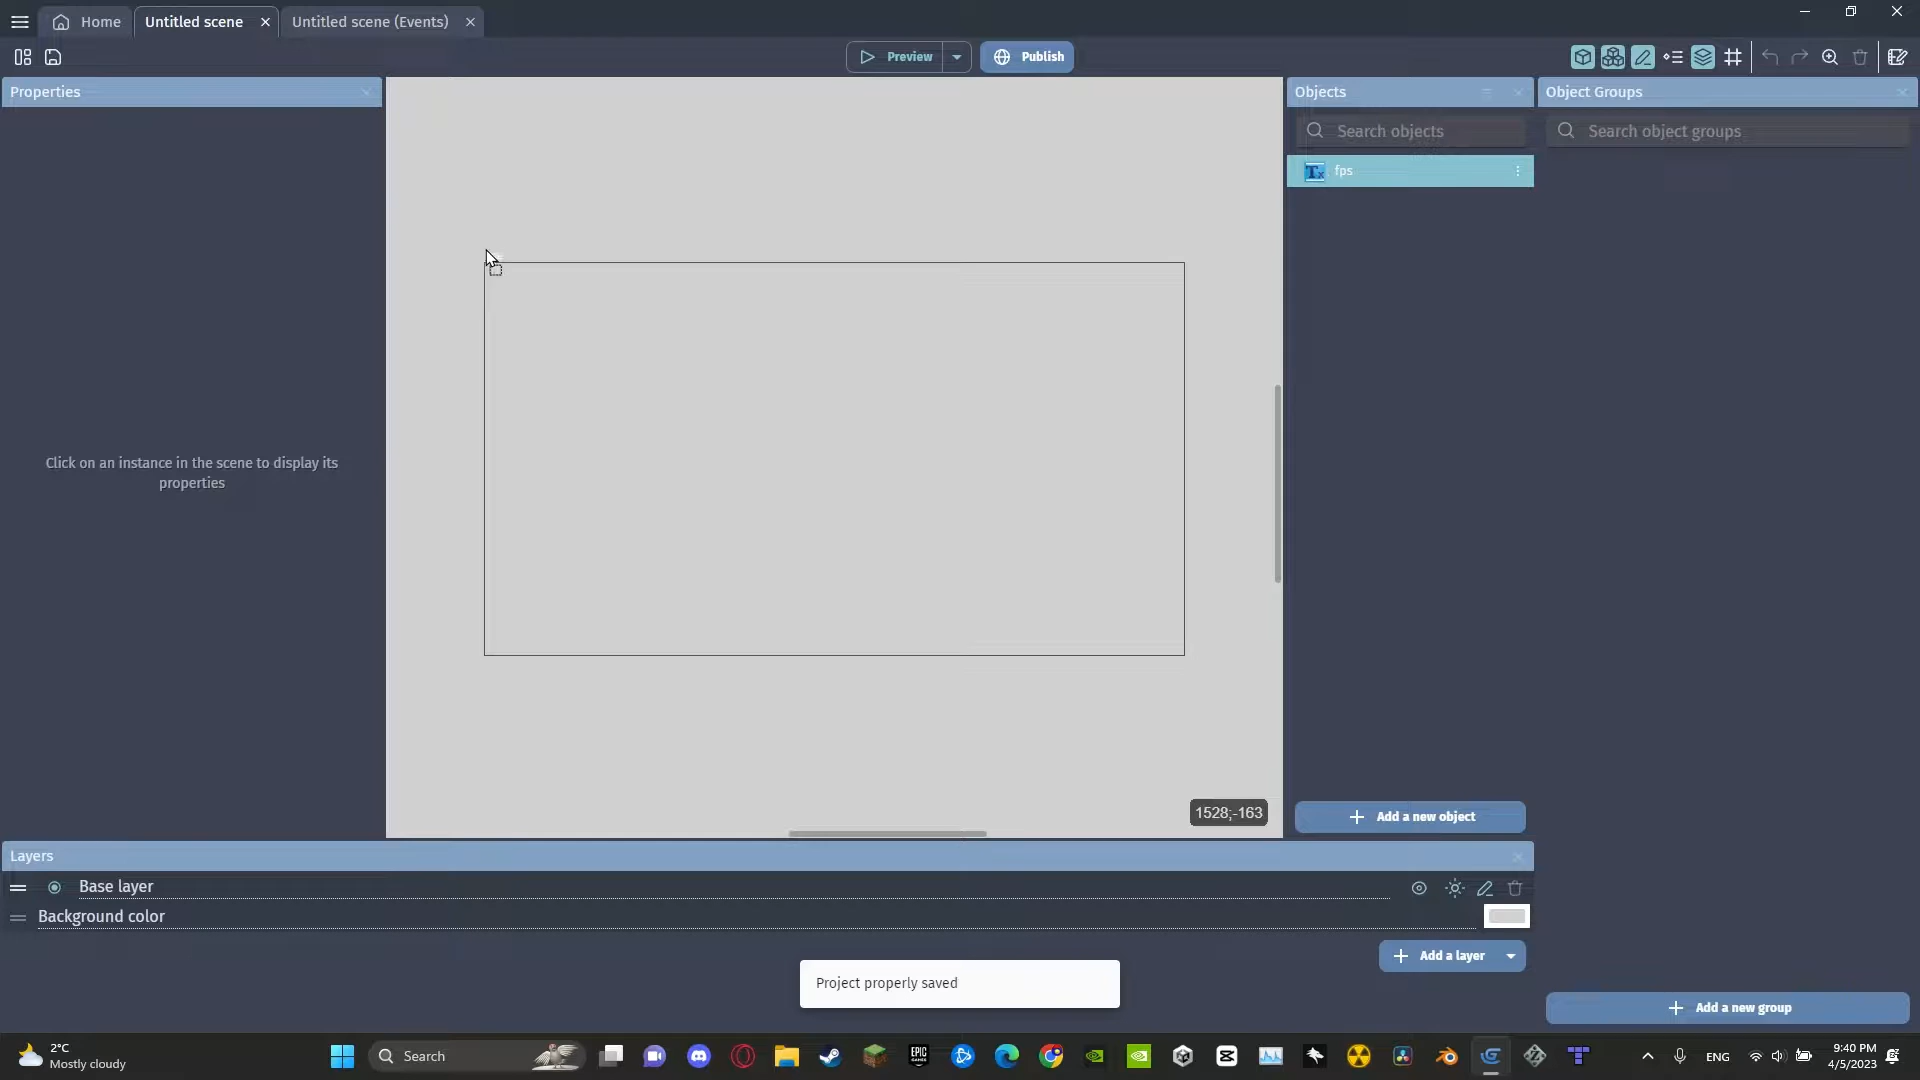 Home
Untitled scene
Untitled scene (Events)
Preview
Publish
Properties
Objects
Object Groups
Search objects
Search object groups
Tx
fps
Click on an instance in the scene to display its
properties
1528;-163
Add a new object
Layers
Base layer
Background color
Add a layer
Project properly saved
Add a new group
2°C
Mostly cloudy
Search
EPIC
GAMES
ENG
9:40 PM
4/5/2023